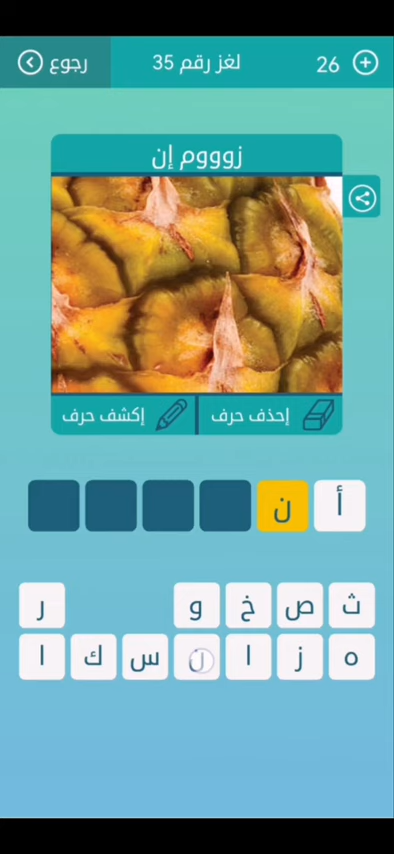 رجوع
لغز رقم 35
26
زوووم إن
إحذف حرف
إكشف حرف
أ ن
ث ص خ و ر
ه ز ا ن س ك ا